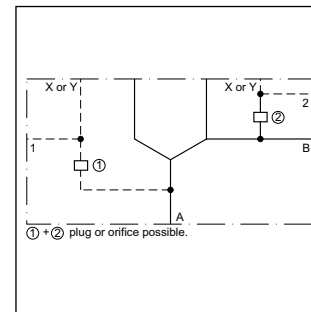 X or Y X or Y
2
1 ① ② B
A
① + ② plug or orifice possible.